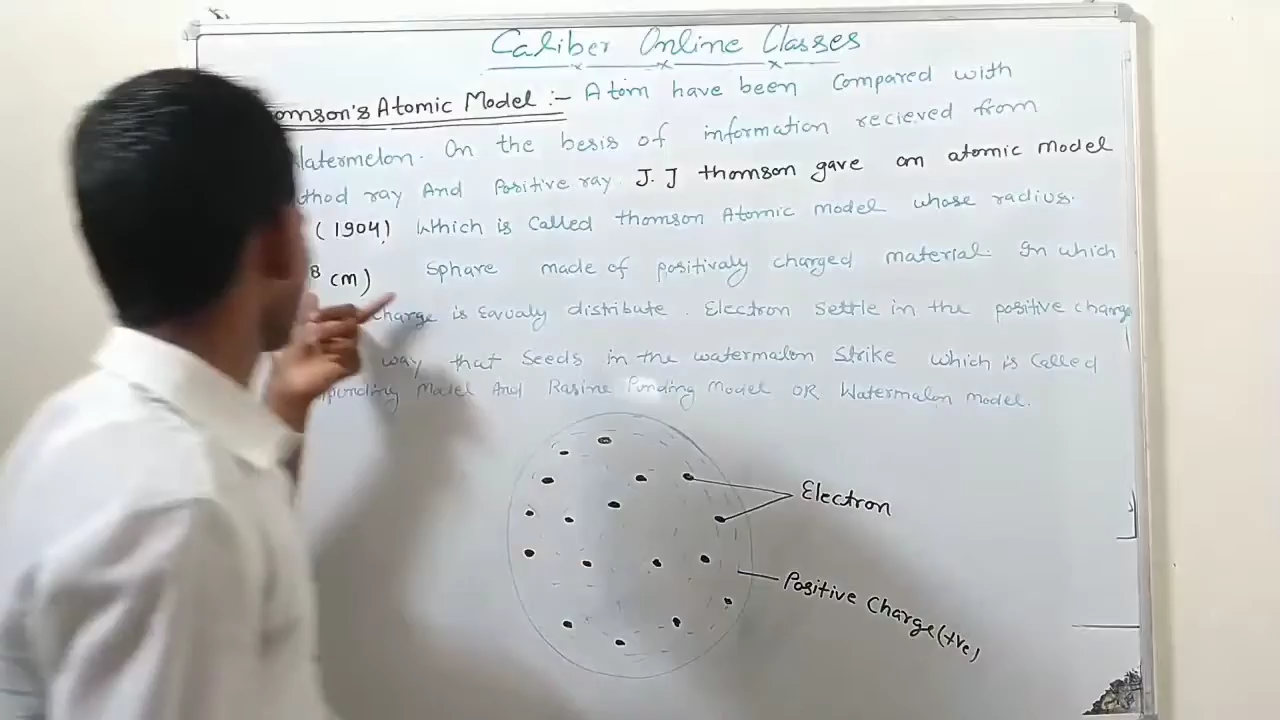 Caliber Online Classes
omson's Atomic Model :- Atom have been Compared with
latermelon. On the besis of information recieved from
thod ray And Positive ray. J. J thomson gave an atomic model
(1904) Which is Called thomson Atomic model whose radius.
8 cm) Sphare made of positivaly charged material. In which
charge is Equaly distribute. Electron Settle in the positive charge
way that Seeds in the watermalon Strike which is Called
punding Model And Rasine Punding Model OR Watermalon Model.
Electron
Positive Charge (+ve)